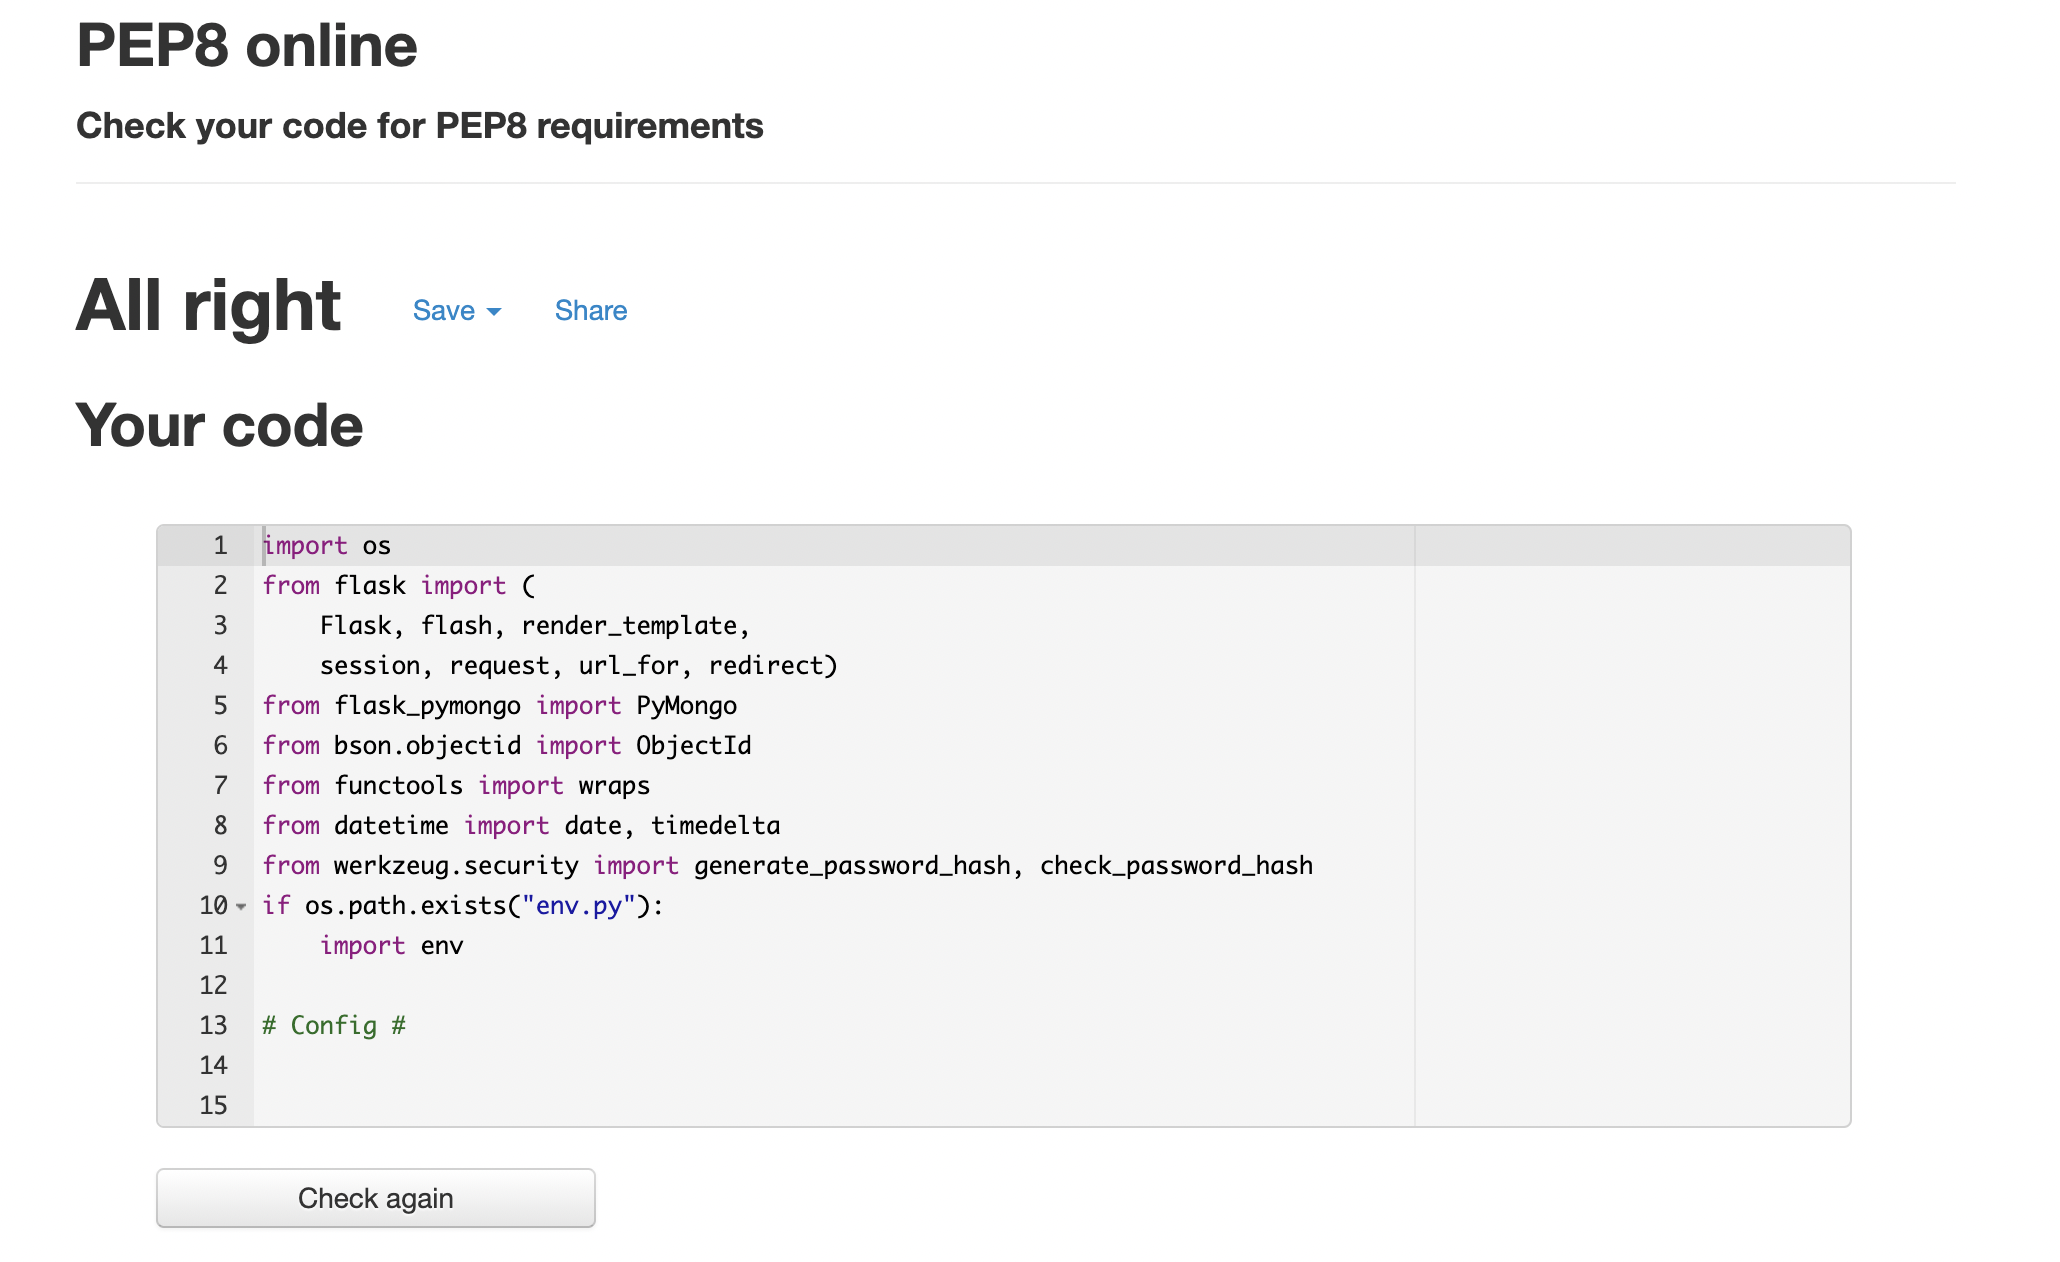 PEP8 online
Check your code for PEP8 requirements
All right Save Share
Your code
1 import os
2 from flask import (
3     Flask, flash, render_template,
4     session, request, url_for, redirect)
5 from flask_pymongo import PyMongo
6 from bson.objectid import ObjectId
7 from functools import wraps
8 from datetime import date, timedelta
9 from werkzeug.security import generate_password_hash, check_password_hash
10 if os.path.exists("env.py"):
11     import env
12
13 # Config #
14
15
Check again